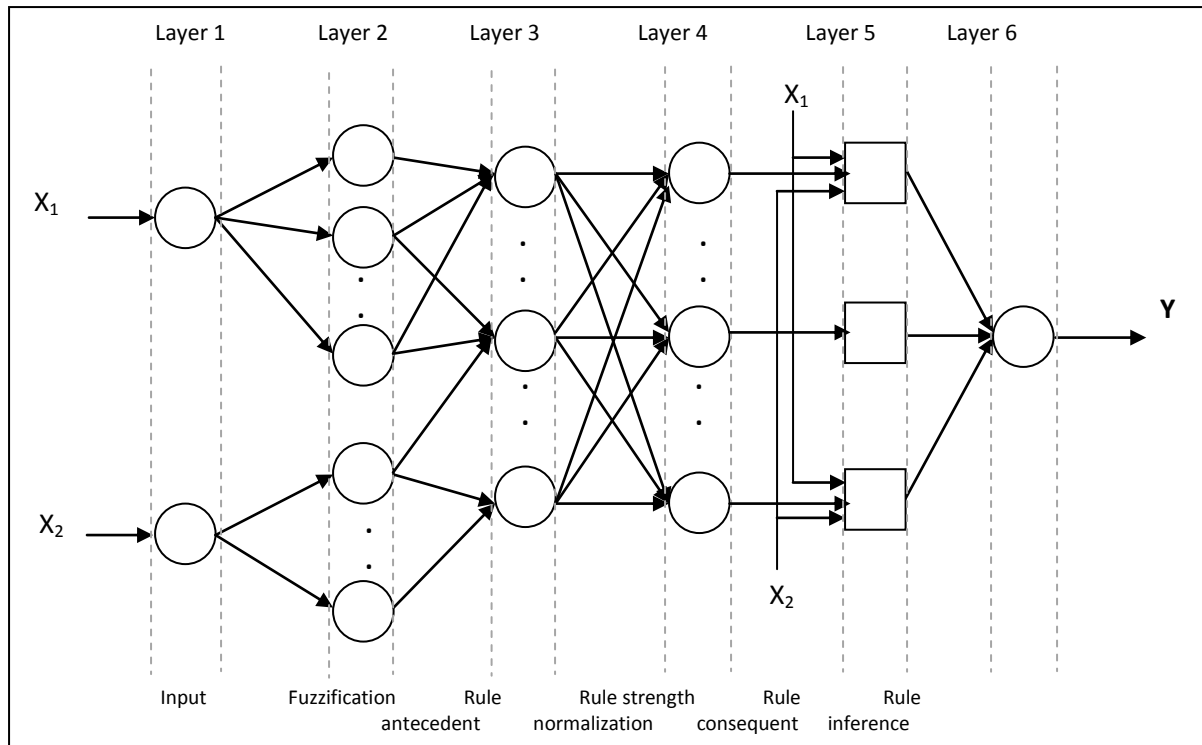 Layer 1 Layer 2 Layer 3 Layer 4 Layer 5 Layer 6
X1
X1
Y
X2
X2
Input Fuzzification Rule Rule strength Rule Rule
antecedent normalization consequent inference